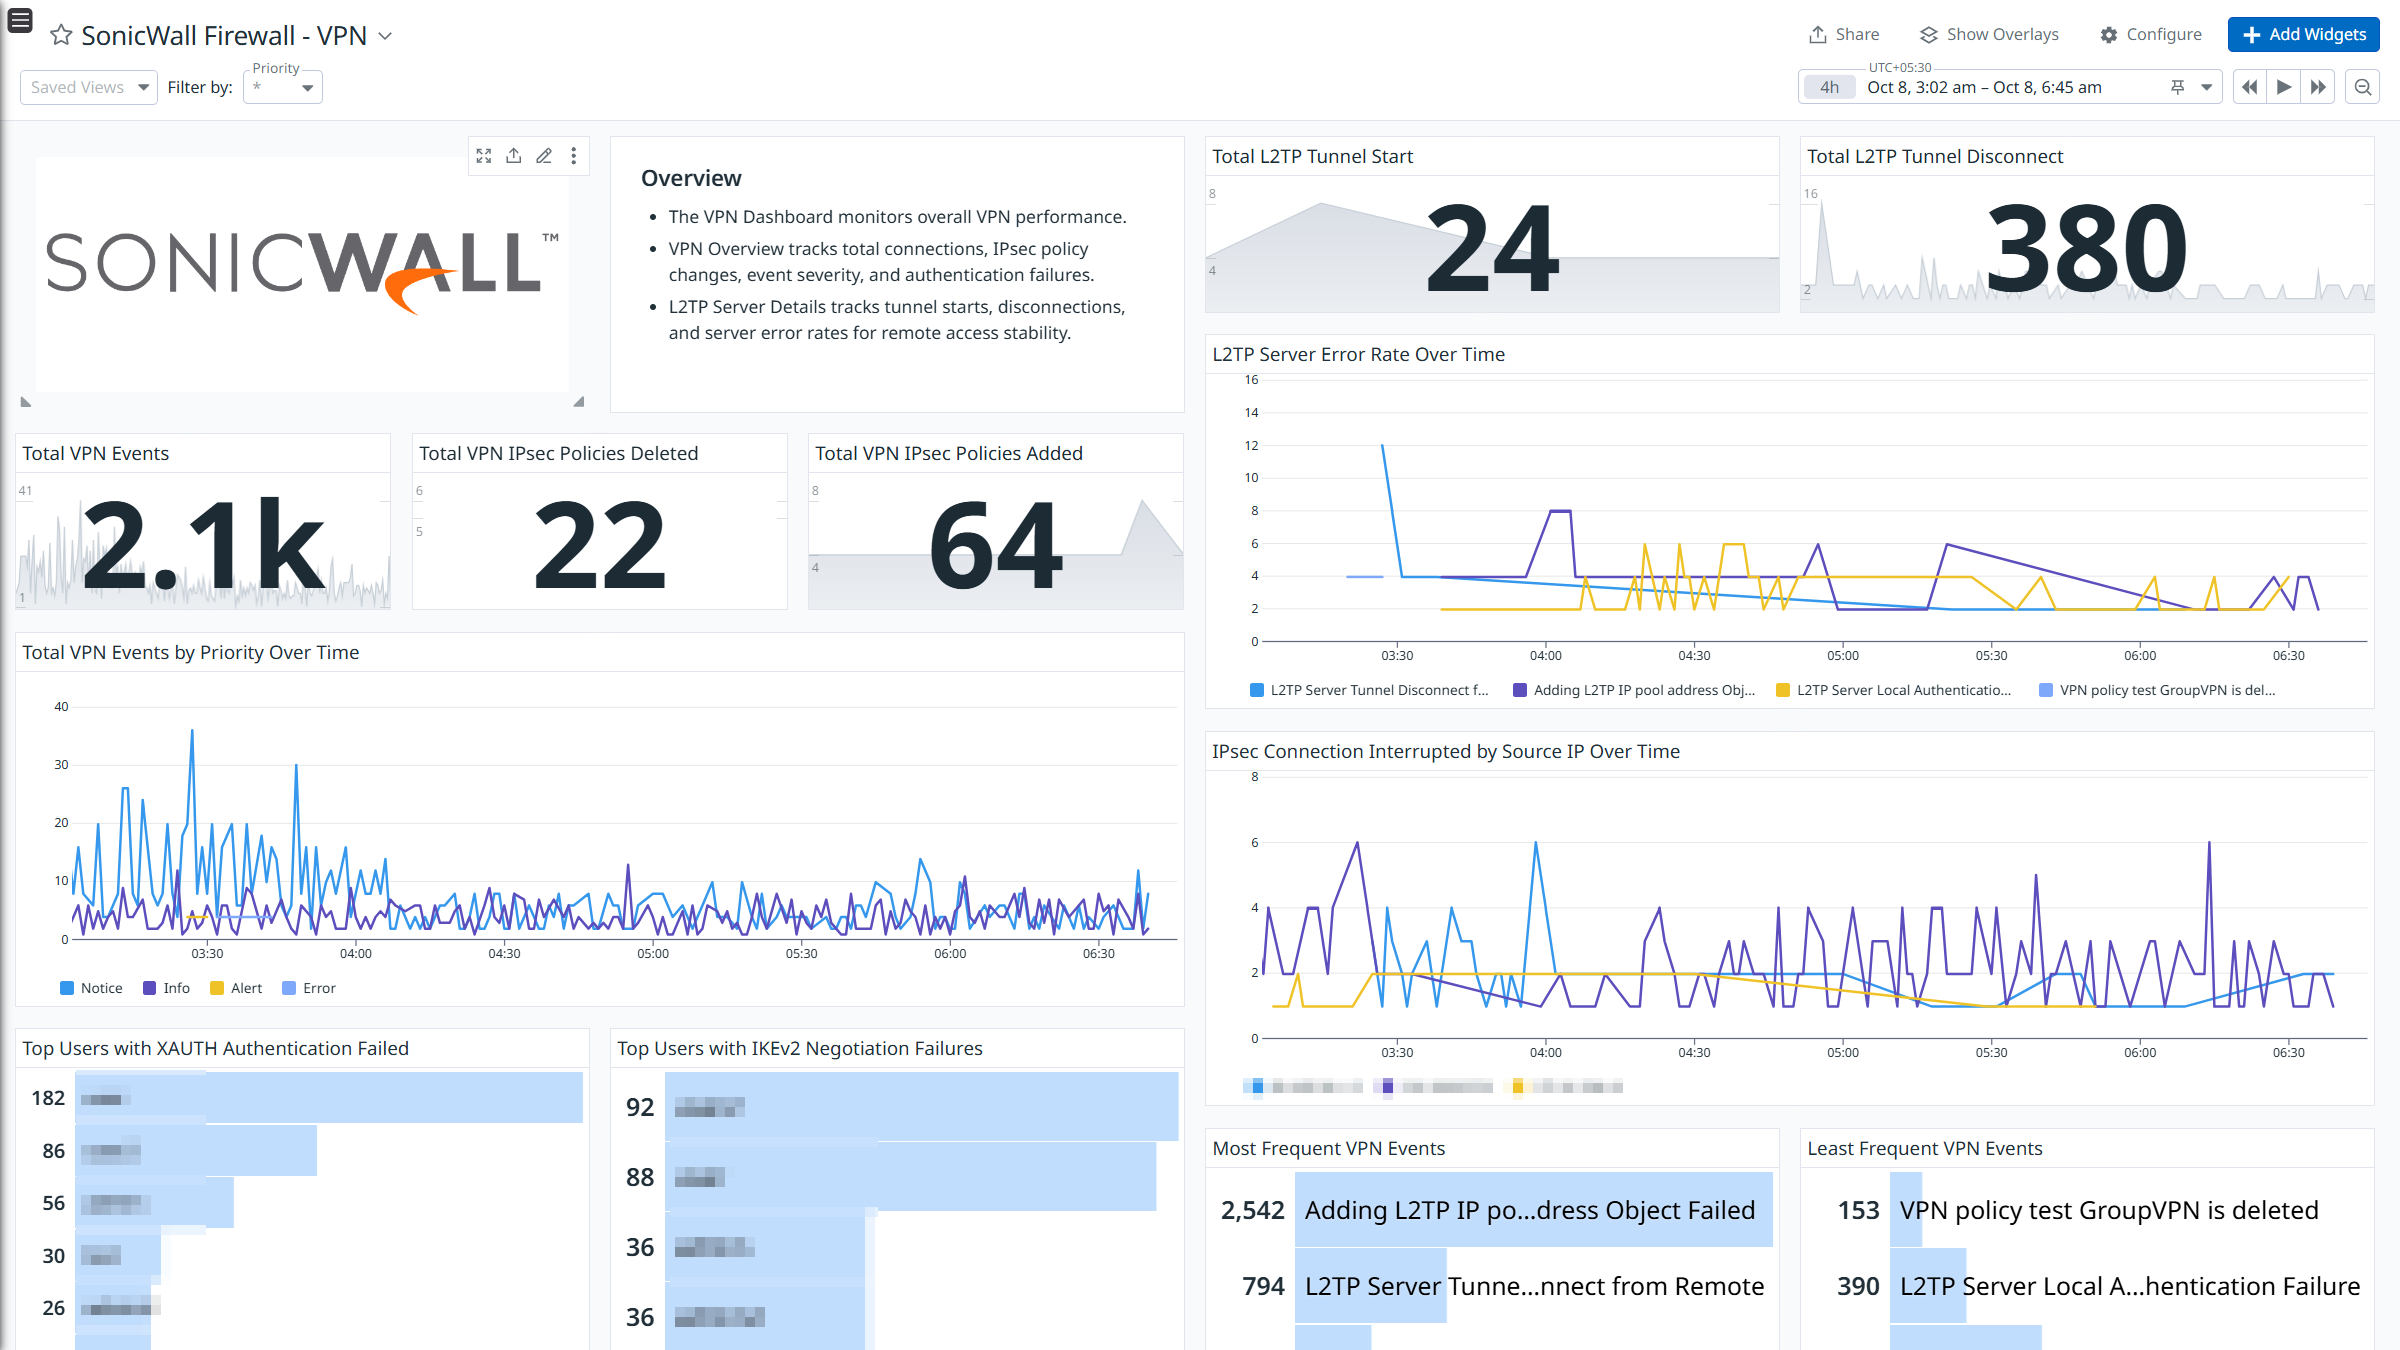 SonicWall Firewall - VPN
Share
Show Overlays
Configure
Add Widgets
Saved Views
Filter by:
Priority
*
UTC+05:30
4h
Oct 8, 3:02 am – Oct 8, 6:45 am
SONICWALL™
Overview
• The VPN Dashboard monitors overall VPN performance.
• VPN Overview tracks total connections, IPsec policy
changes, event severity, and authentication failures.
• L2TP Server Details tracks tunnel starts, disconnections,
and server error rates for remote access stability.
Total L2TP Tunnel Start
8
4
24
Total L2TP Tunnel Disconnect
16
2
380
Total VPN Events
41
1
2.1k
Total VPN IPsec Policies Deleted
6
5
22
Total VPN IPsec Policies Added
8
4
64
L2TP Server Error Rate Over Time
16
14
12
10
8
6
4
2
0
03:30 04:00 04:30 05:00 05:30 06:00 06:30
L2TP Server Tunnel Disconnect f...
Adding L2TP IP pool address Obj...
L2TP Server Local Authenticatio...
VPN policy test GroupVPN is del...
Total VPN Events by Priority Over Time
40
30
20
10
0
03:30 04:00 04:30 05:00 05:30 06:00 06:30
Notice Info Alert Error
IPsec Connection Interrupted by Source IP Over Time
8
6
4
2
0
03:30 04:00 04:30 05:00 05:30 06:00 06:30
Top Users with XAUTH Authentication Failed
182
86
56
30
26
Top Users with IKEv2 Negotiation Failures
92
88
36
36
Most Frequent VPN Events
2,542 Adding L2TP IP po...dress Object Failed
794 L2TP Server Tunne...nnect from Remote
Least Frequent VPN Events
153 VPN policy test GroupVPN is deleted
390 L2TP Server Local A...hentication Failure